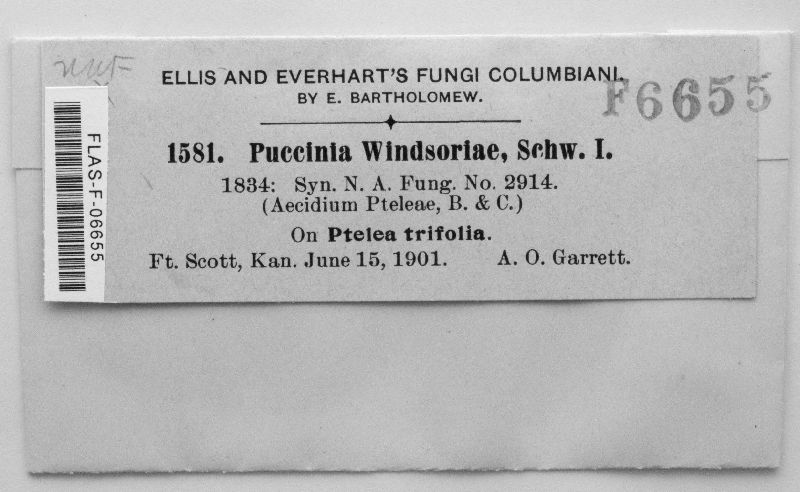 ELLIS AND EVERHART'S FUNGI COLUMBIANI.
BY E. BARTHOLOMEW.
F6655
1581. Puccinia Windsoriae, Schw. I.
1834: Syn. N. A. Fung. No. 2914.
(Aecidium Pteleae, B. & C.)
On Ptelea trifolia.
Ft. Scott, Kan. June 15, 1901. A. O. Garrett.
FLAS-F-06655